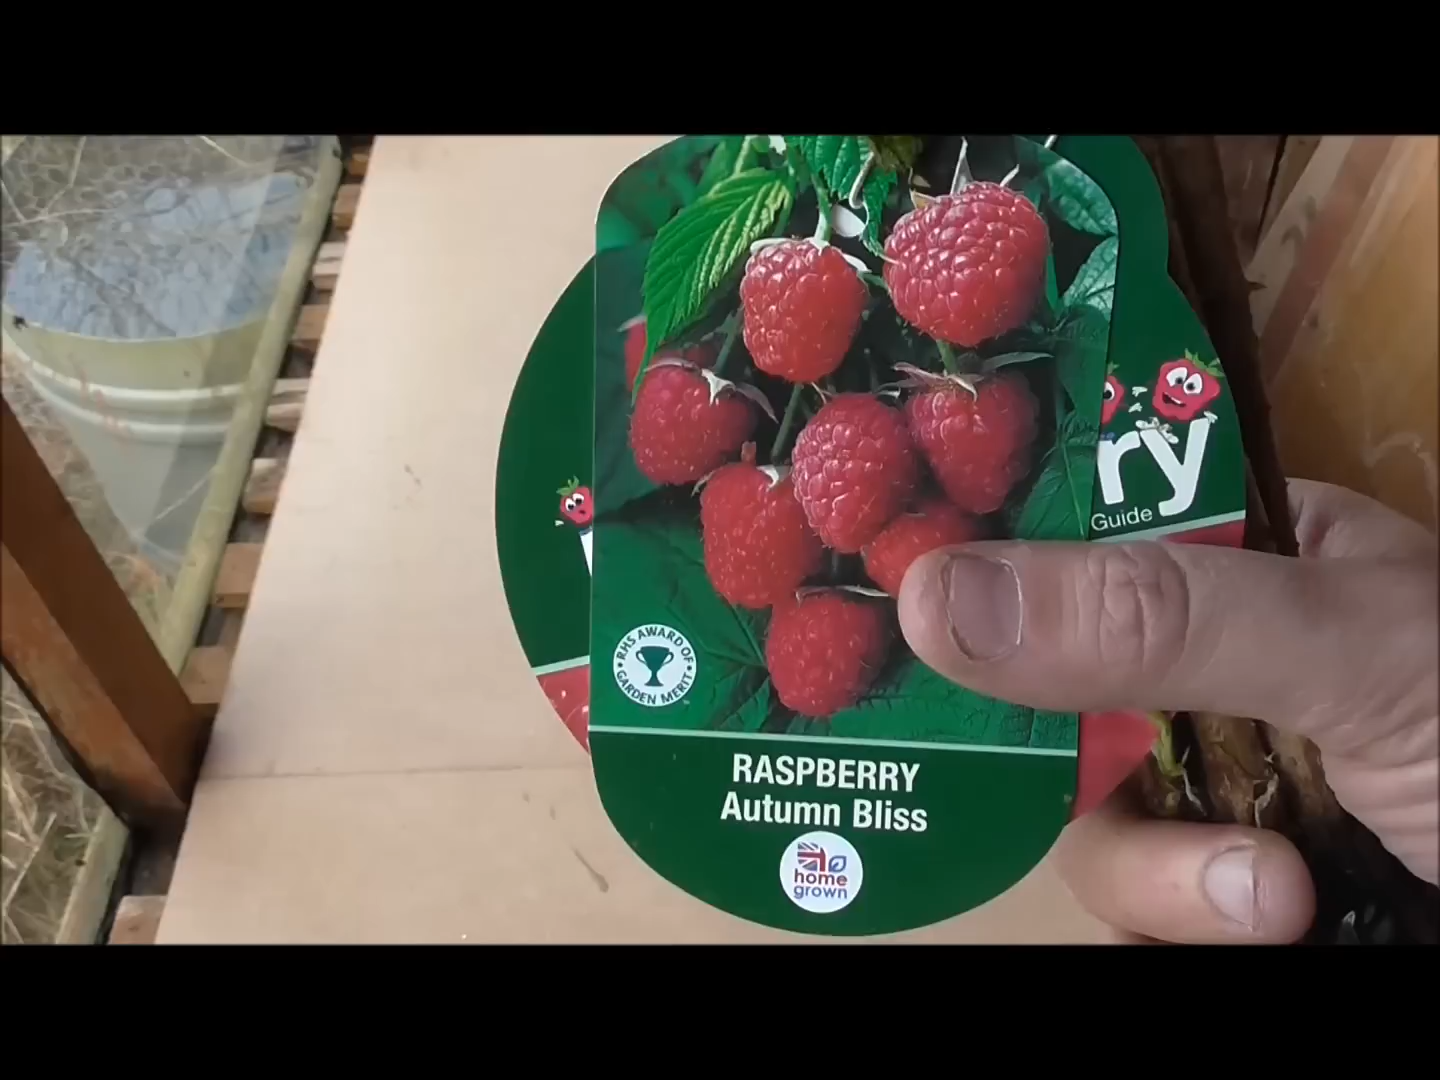 ry
Guide
RHS AWARD OF
GARDEN MERIT
RASPBERRY
Autumn Bliss
home
grown